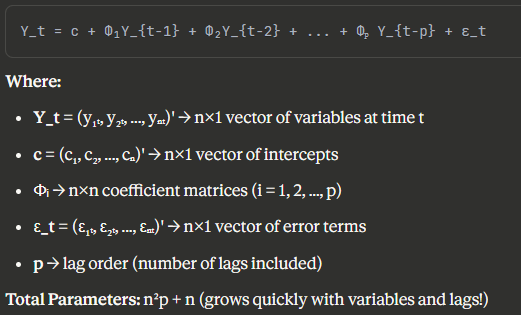 Y_t = c + Φ₁Y_{t-1} + Φ₂Y_{t-2} + ... + Φₚ Y_{t-p} + ε_t
Where:
• Y_t = (y₁ₜ, y₂ₜ, ..., yₙₜ)' → n×1 vector of variables at time t
• c = (c₁, c₂, ..., cₙ)' → n×1 vector of intercepts
• Φᵢ → n×n coefficient matrices (i = 1, 2, ..., p)
• ε_t = (ε₁ₜ, ε₂ₜ, ..., εₙₜ)' → n×1 vector of error terms
• p → lag order (number of lags included)
Total Parameters: n²p + n (grows quickly with variables and lags!)